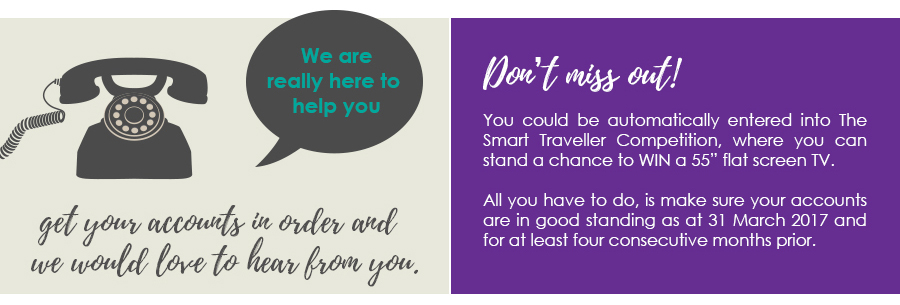 We are
really here to
help you
get your accounts in order and
we would love to hear from you.
Don't miss out!
You could be automatically entered into The
Smart Traveller Competition, where you can
stand a chance to WIN a 55” flat screen TV.
All you have to do, is make sure your accounts
are in good standing as at 31 March 2017 and
for at least four consecutive months prior.